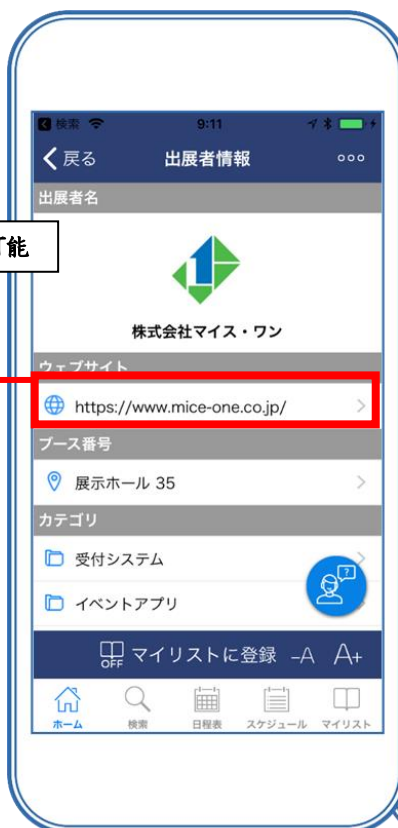 検索 9:11
戻る 出展者情報
出展者名
可能
株式会社マイス・ワン
ウェブサイト
https://www.mice-one.co.jp/
ブース番号
展示ホール 35
カテゴリ
受付システム
?
イベントアプリ
OFF マイリストに登録 -A A+
ホーム 検索 日程表 スケジュール マイリスト